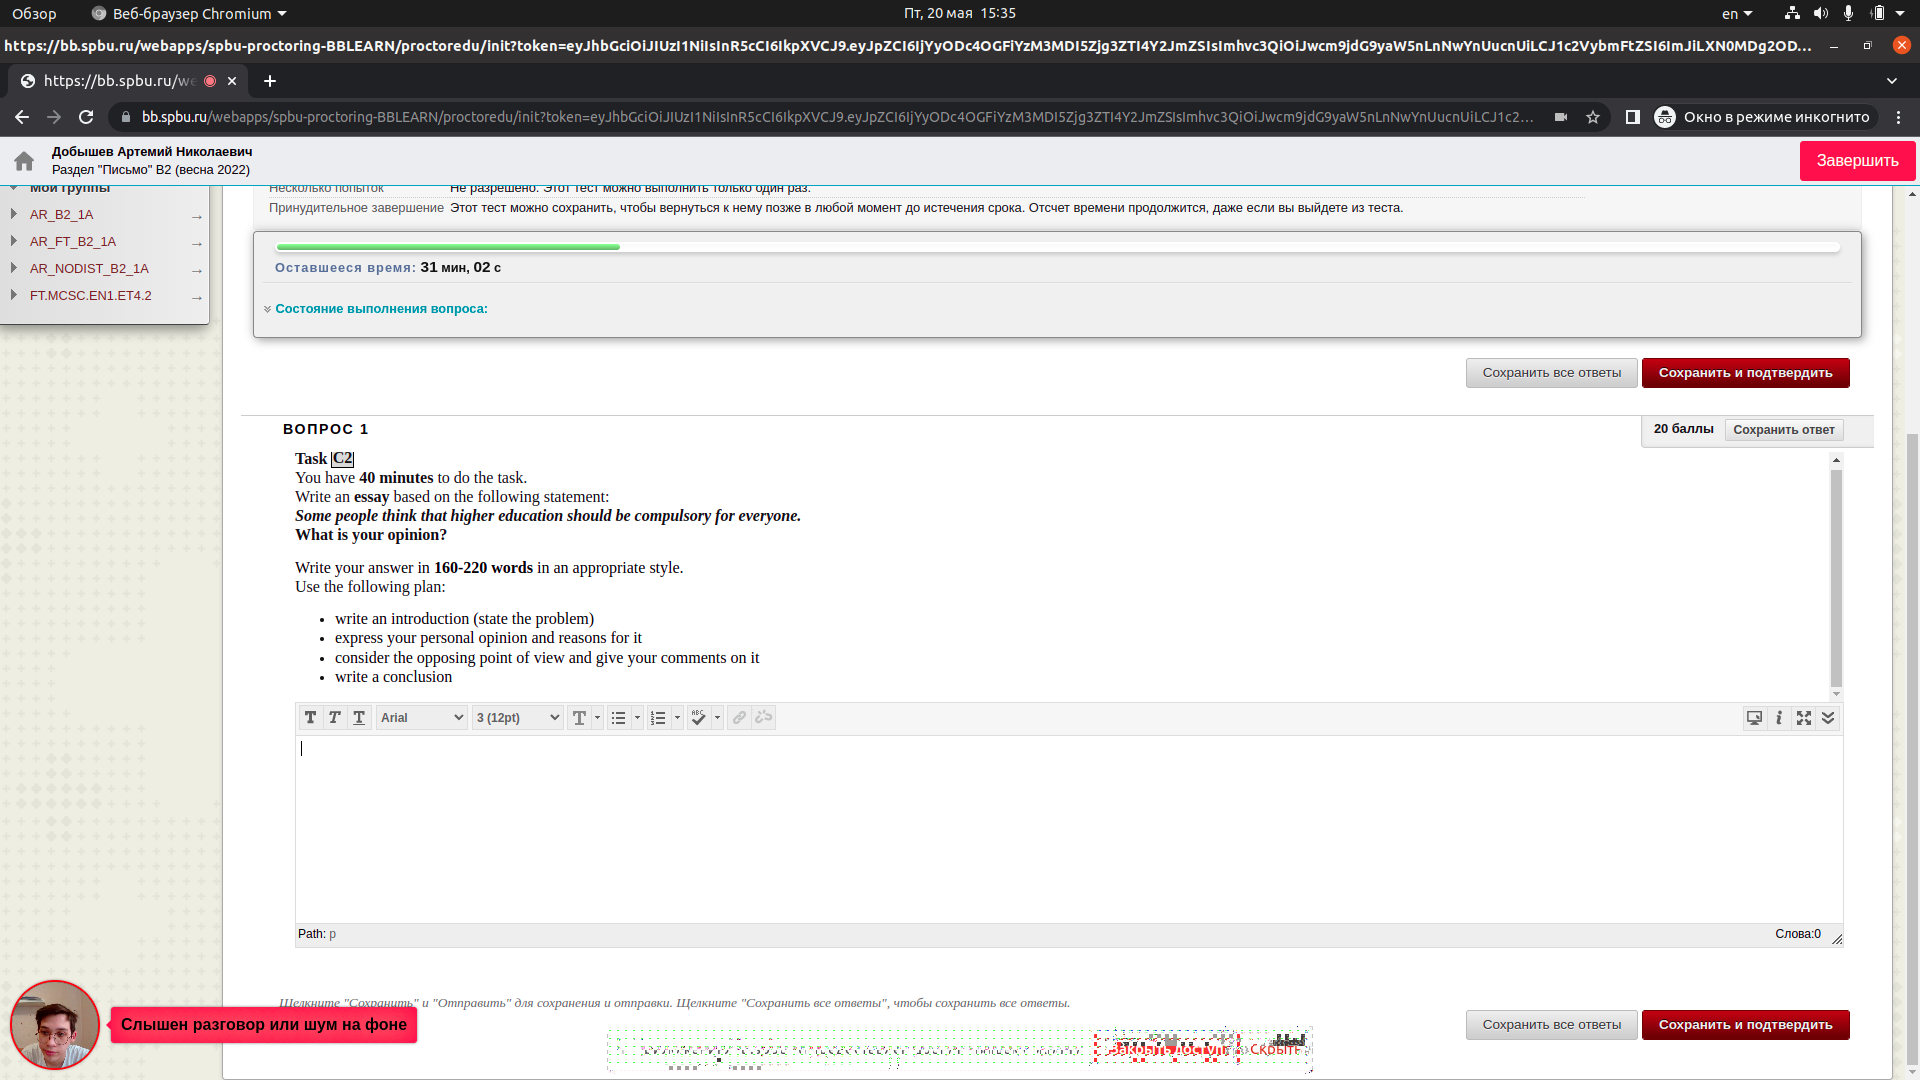 Обзор
Веб-браузер Chromium
Пт, 20 мая 15:35
en
https://bb.spbu.ru/webapps/spbu-proctoring-BBLEARN/proctoredu/init?token=eyJhbGciOiJIUzI1NiIsInR5cCI6IkpXVCJ9.eyJpZCI6IjYyODc4OGFiYzM3MDI5Zjg3ZTI4Y2JmZSIsImhvc3QiOiJwcm9jdG9yaW5nLnNwYnUucnUiLCJ1c2VybmFtZSI6ImJiLXN0MDg2OD...
https://bb.spbu.ru/we
bb.spbu.ru/webapps/spbu-proctoring-BBLEARN/proctoredu/init?token=eyJhbGciOiJIUzI1NiIsInR5cCI6IkpXVCJ9.eyJpZCI6IjYyODc4OGFiYzM3MDI5Zjg3ZTI4Y2JmZSIsImhvc3QiOiJwcm9jdG9yaW5nLnNwYnUucnUiLCJ1c2...
Окно в режиме инкогнито
Добышев Артемий Николаевич
Раздел "Письмо" B2 (весна 2022)
Завершить
Мои группы
AR_B2_1A
AR_FT_B2_1A
AR_NODIST_B2_1A
FT.MCSC.EN1.ET4.2
Несколько попыток Не разрешено. Этот тест можно выполнить только один раз.
Принудительное завершение Этот тест можно сохранить, чтобы вернуться к нему позже в любой момент до истечения срока. Отсчет времени продолжится, даже если вы выйдете из теста.
Оставшееся время: 31 мин, 02 с
Состояние выполнения вопроса:
Сохранить все ответы
Сохранить и подтвердить
ВОПРОС 1
20 баллы
Сохранить ответ
Task C2
You have 40 minutes to do the task.
Write an essay based on the following statement:
Some people think that higher education should be compulsory for everyone.
What is your opinion?
Write your answer in 160-220 words in an appropriate style.
Use the following plan:
• write an introduction (state the problem)
• express your personal opinion and reasons for it
• consider the opposing point of view and give your comments on it
• write a conclusion
T T T
Arial
3 (12pt)
T
ABC
i
Path: p
Слова:0
Щелкните "Сохранить" и "Отправить" для сохранения и отправки. Щелкните "Сохранить все ответы", чтобы сохранить все ответы.
Слышен разговор или шум на фоне
Закрыть доступ
Скрыть
Сохранить все ответы
Сохранить и подтвердить